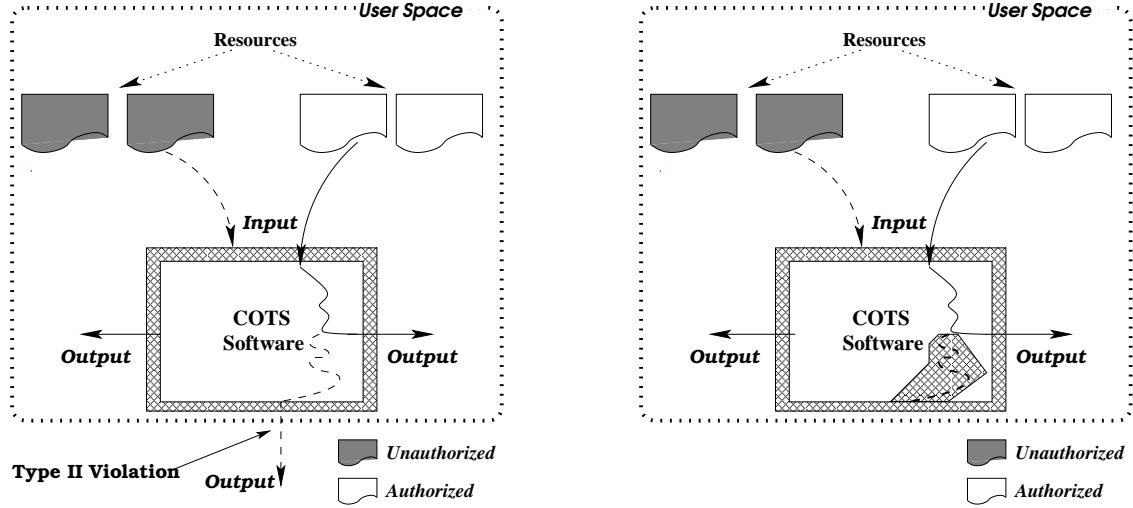 User Space
Resources
Input
COTS
Software
Output
Output
Type II Violation
Output
Unauthorized
Authorized
User Space
Resources
Input
COTS
Software
Output
Output
Unauthorized
Authorized